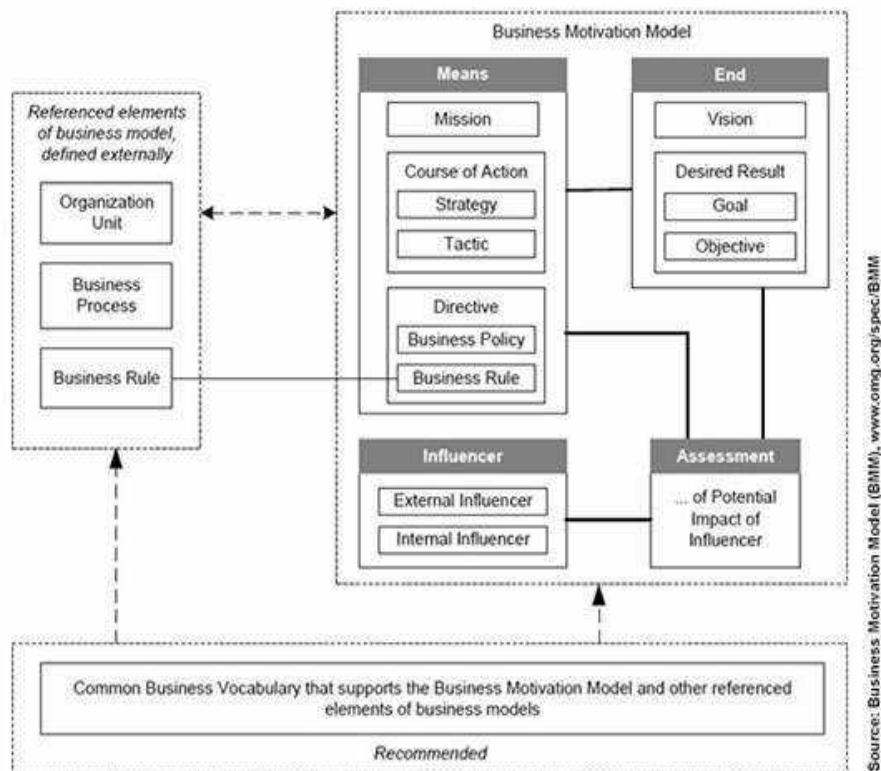 Business Motivation Model
Referenced elements
of business model,
defined externally
Organization
Unit
Business
Process
Business Rule
Means
Mission
Course of Action
Strategy
Tactic
Directive
Business Policy
Business Rule
End
Vision
Desired Result
Goal
Objective
Influencer
External Influencer
Internal Influencer
Assessment
... of Potential
Impact of
Influencer
Common Business Vocabulary that supports the Business Motivation Model and other referenced
elements of business models
Recommended
Source: Business Motivation Model (BMM), www.omg.org/spec/BMM